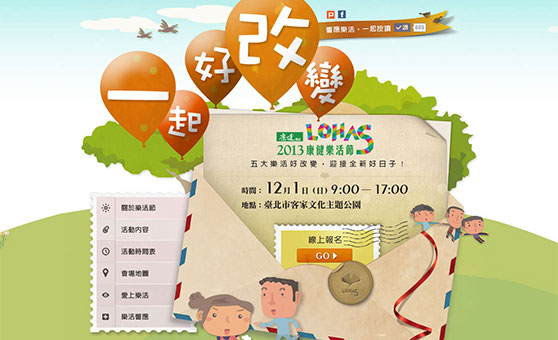 響應樂活，一起按讚
讚
一起好改變
康健
LOHAS
2013康健樂活節
五大樂活好改變，迎接全新好日子！
時間：12月1日(日) 9:00—17:00
地點：臺北市客家文化主題公園
線上報名
GO
關於樂活節
活動內容
活動時間表
會場地圖
愛上樂活
樂活響應
LOHAS